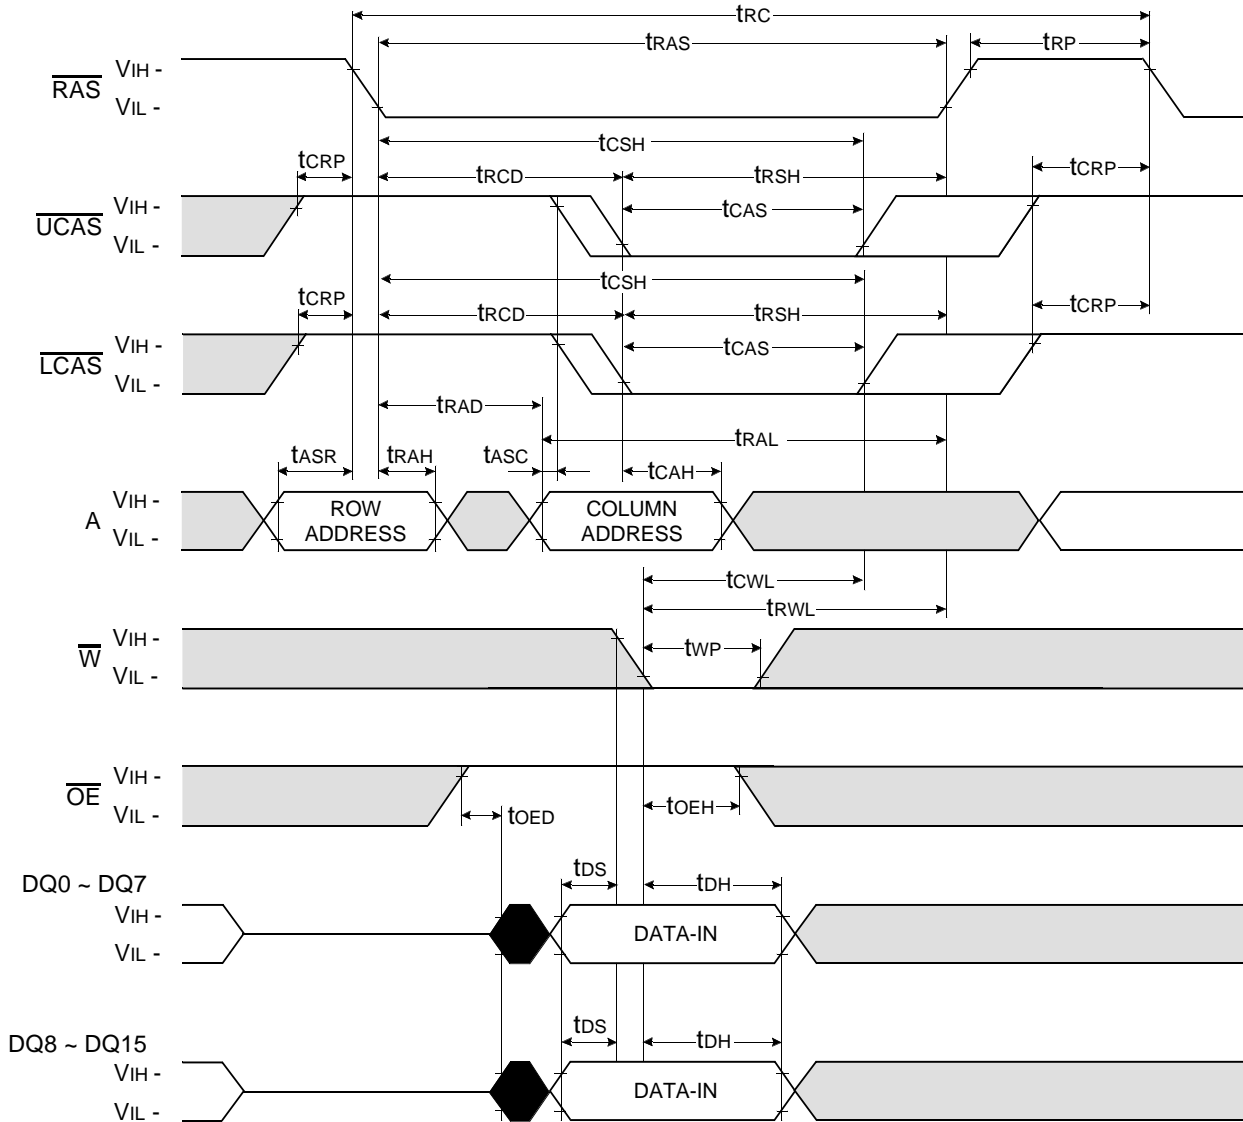 tRC
tRAS
tRP
RAS
VIH -
VIL -
tCSH
tCRP
tRCD
tRSH
tCRP
UCAS
VIH -
VIL -
tCAS
tCSH
tCRP
tRCD
tRSH
tCRP
LCAS
VIH -
VIL -
tCAS
tRAD
tRAL
tASR
tRAH
tASC
tCAH
A
VIH -
VIL -
ROW
ADDRESS
COLUMN
ADDRESS
tCWL
tRWL
W
VIH -
VIL -
tWP
OE
VIH -
VIL -
tOED
tOEH
DQ0 ~ DQ7
VIH -
VIL -
tDS
tDH
DATA-IN
DQ8 ~ DQ15
VIH -
VIL -
tDS
tDH
DATA-IN